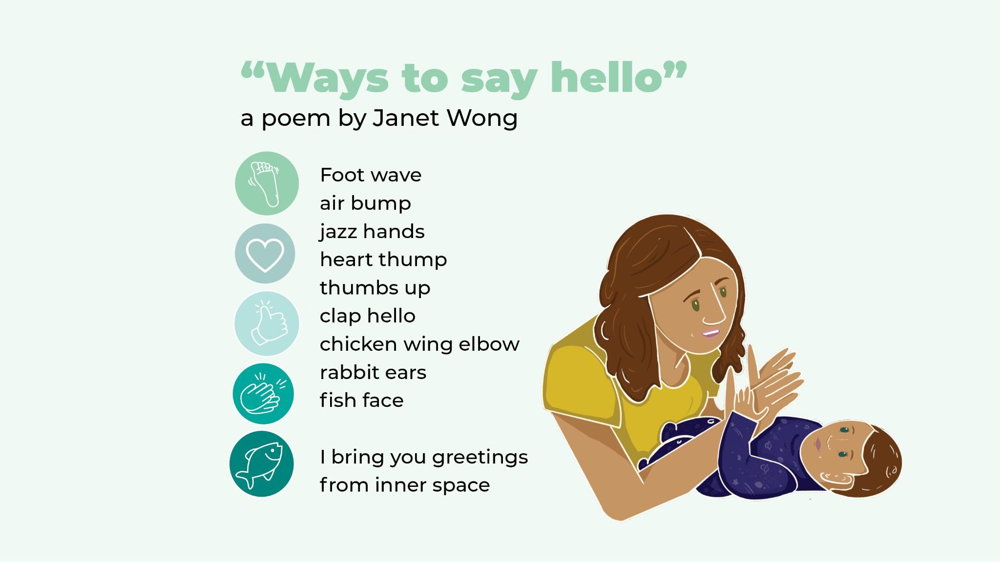 “Ways to say hello”
a poem by Janet Wong
Foot wave
air bump
jazz hands
heart thump
thumbs up
clap hello
chicken wing elbow
rabbit ears
fish face
I bring you greetings
from inner space